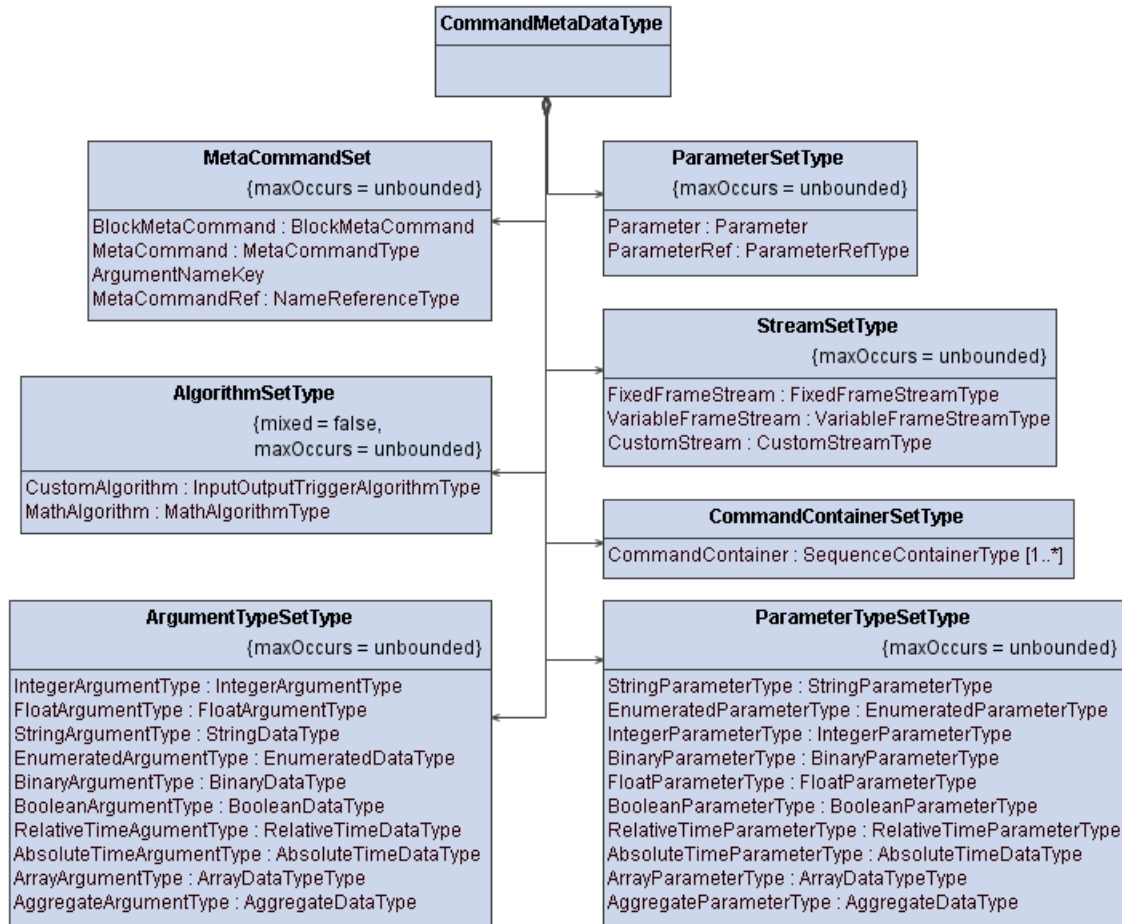 CommandMetaDataType
MetaCommandSet
{maxOccurs = unbounded}
BlockMetaCommand : BlockMetaCommand
MetaCommand : MetaCommandType
ArgumentNameKey
MetaCommandRef : NameReferenceType
ParameterSetType
{maxOccurs = unbounded}
Parameter : Parameter
ParameterRef : ParameterRefType
StreamSetType
{maxOccurs = unbounded}
FixedFrameStream : FixedFrameStreamType
VariableFrameStream : VariableFrameStreamType
CustomStream : CustomStreamType
AlgorithmSetType
{mixed = false,
maxOccurs = unbounded}
CustomAlgorithm : InputOutputTriggerAlgorithmType
MathAlgorithm : MathAlgorithmType
CommandContainerSetType
CommandContainer : SequenceContainerType [1..*]
ArgumentTypeSetType
{maxOccurs = unbounded}
IntegerArgumentType : IntegerArgumentType
FloatArgumentType : FloatArgumentType
StringArgumentType : StringDataType
EnumeratedArgumentType : EnumeratedDataType
BinaryArgumentType : BinaryDataType
BooleanArgumentType : BooleanDataType
RelativeTimeAgumentType : RelativeTimeDataType
AbsoluteTimeArgumentType : AbsoluteTimeDataType
ArrayArgumentType : ArrayDataTypeType
AggregateArgumentType : AggregateDataType
ParameterTypeSetType
{maxOccurs = unbounded}
StringParameterType : StringParameterType
EnumeratedParameterType : EnumeratedParameterType
IntegerParameterType : IntegerParameterType
BinaryParameterType : BinaryParameterType
FloatParameterType : FloatParameterType
BooleanParameterType : BooleanParameterType
RelativeTimeParameterType : RelativeTimeParameterType
AbsoluteTimeParameterType : AbsoluteTimeDataType
ArrayParameterType : ArrayDataTypeType
AggregateParameterType : AggregateDataType